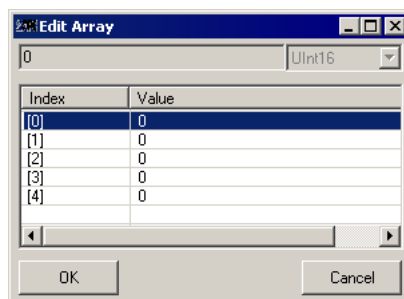 Edit Array
0 UInt16
Index Value
[0] 0
[1] 0
[2] 0
[3] 0
[4] 0
OK Cancel